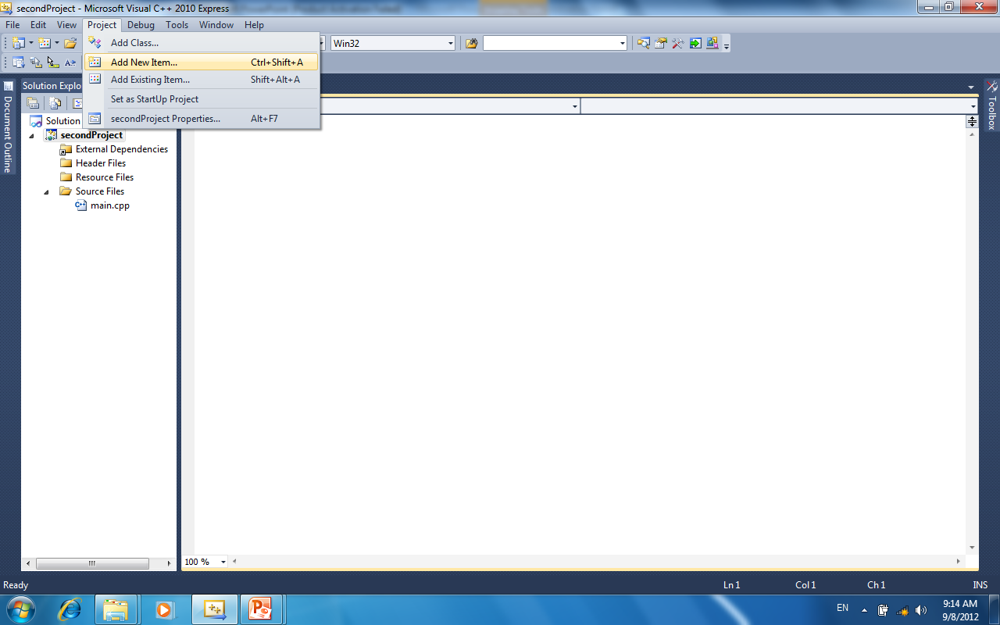 secondProject - Microsoft Visual C++ 2010 Express
File Edit View Project Debug Tools Window Help
Add Class...
Win32
Add New Item... Ctrl+Shift+A
Add Existing Item... Shift+Alt+A
Set as StartUp Project
secondProject Properties... Alt+F7
Solution Explo
Document Outline
Toolbox
Solution
secondProject
External Dependencies
Header Files
Resource Files
Source Files
main.cpp
100 %
Ready Ln 1 Col 1 Ch 1 INS
EN
9:14 AM
9/8/2012